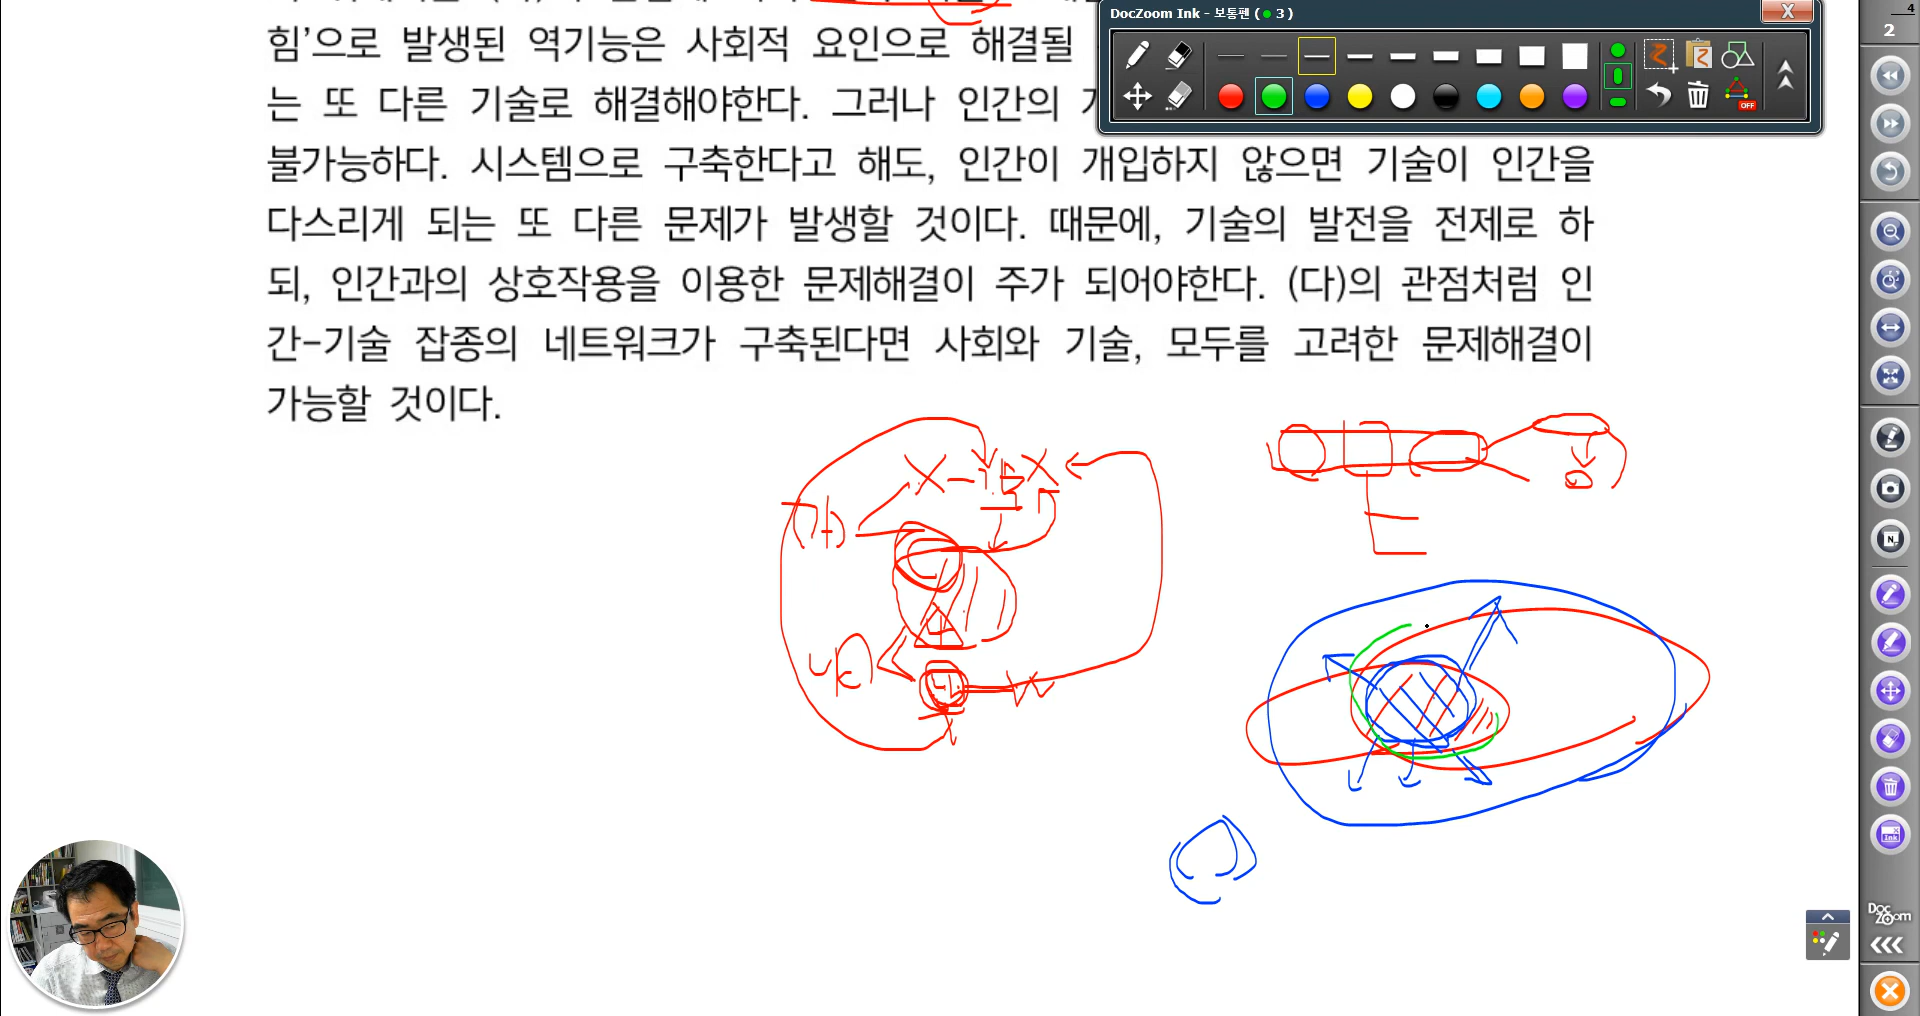 DocZoom Ink - 보통펜 ( 3 )
힘’으로 발생된 역기능은 사회적 요인으로 해결될
는 또 다른 기술로 해결해야한다. 그러나 인간의
불가능하다. 시스템으로 구축한다고 해도, 인간이 개입하지 않으면 기술이 인간을
다스리게 되는 또 다른 문제가 발생할 것이다. 때문에, 기술의 발전을 전제로 하
되, 인간과의 상호작용을 이용한 문제해결이 주가 되어야한다. (다)의 관점처럼 인
간-기술 잡종의 네트워크가 구축된다면 사회와 기술, 모두를 고려한 문제해결이
가능할 것이다.
4
2
OFF
N
Ink
Doc Zoom
가)
나)